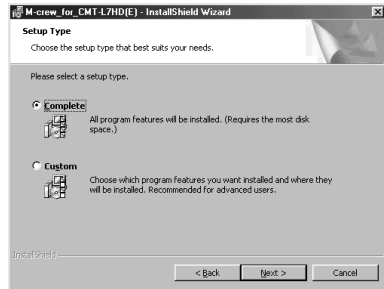 M-crew_for_CMT-L7HD(E) - InstallShield Wizard
Setup Type
Choose the setup type that best suits your needs.
Please select a setup type.
Complete
All program features will be installed. (Requires the most disk
space.)
Custom
Choose which program features you want installed and where they
will be installed. Recommended for advanced users.
InstallShield
< Back
Next >
Cancel